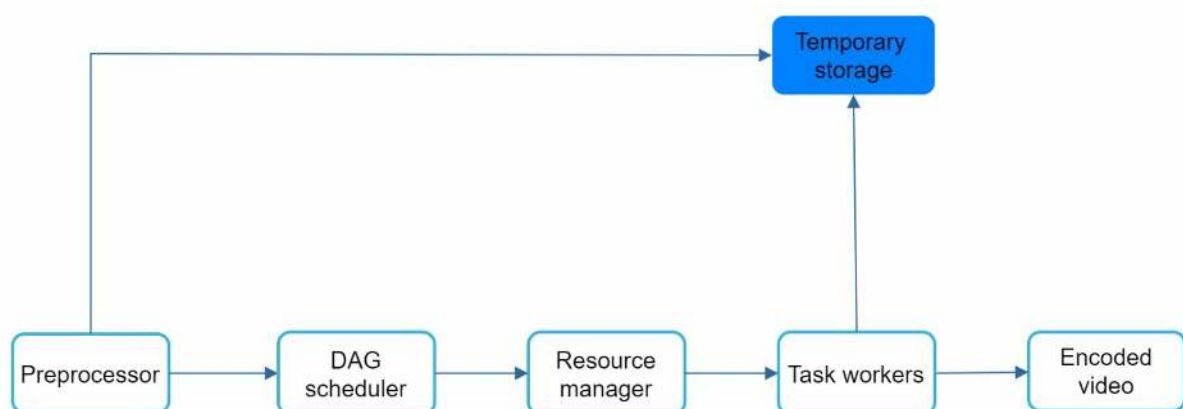 Temporary
storage
Preprocessor
DAG
scheduler
Resource
manager
Task workers
Encoded
video